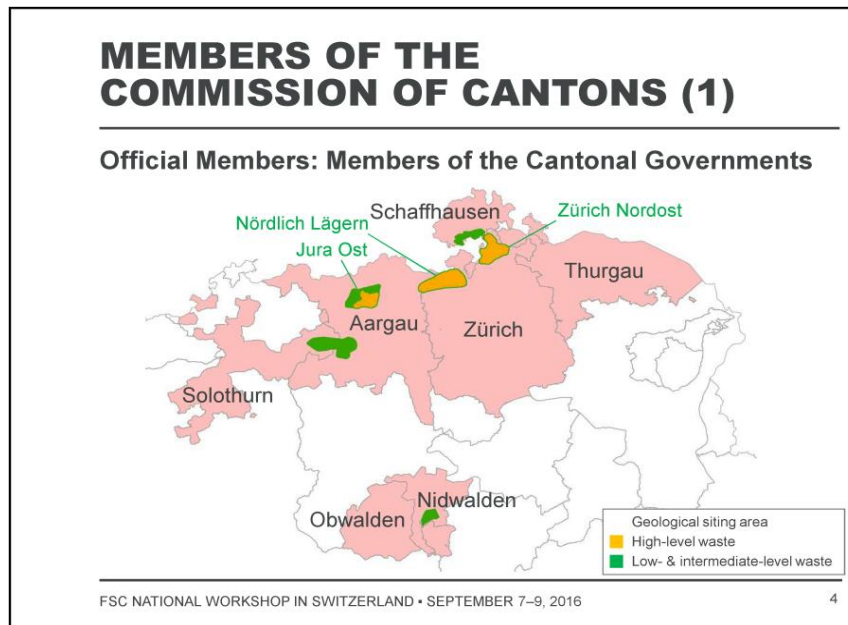 MEMBERS OF THE
COMMISSION OF CANTONS (1)
Official Members: Members of the Cantonal Governments
Schaffhausen
Zürich Nordost
Nördlich Lägern
Jura Ost
Thurgau
Aargau
Zürich
Solothurn
Nidwalden
Obwalden
Geological siting area
High-level waste
Low- & intermediate-level waste
FSC NATIONAL WORKSHOP IN SWITZERLAND ▪ SEPTEMBER 7–9, 2016
4